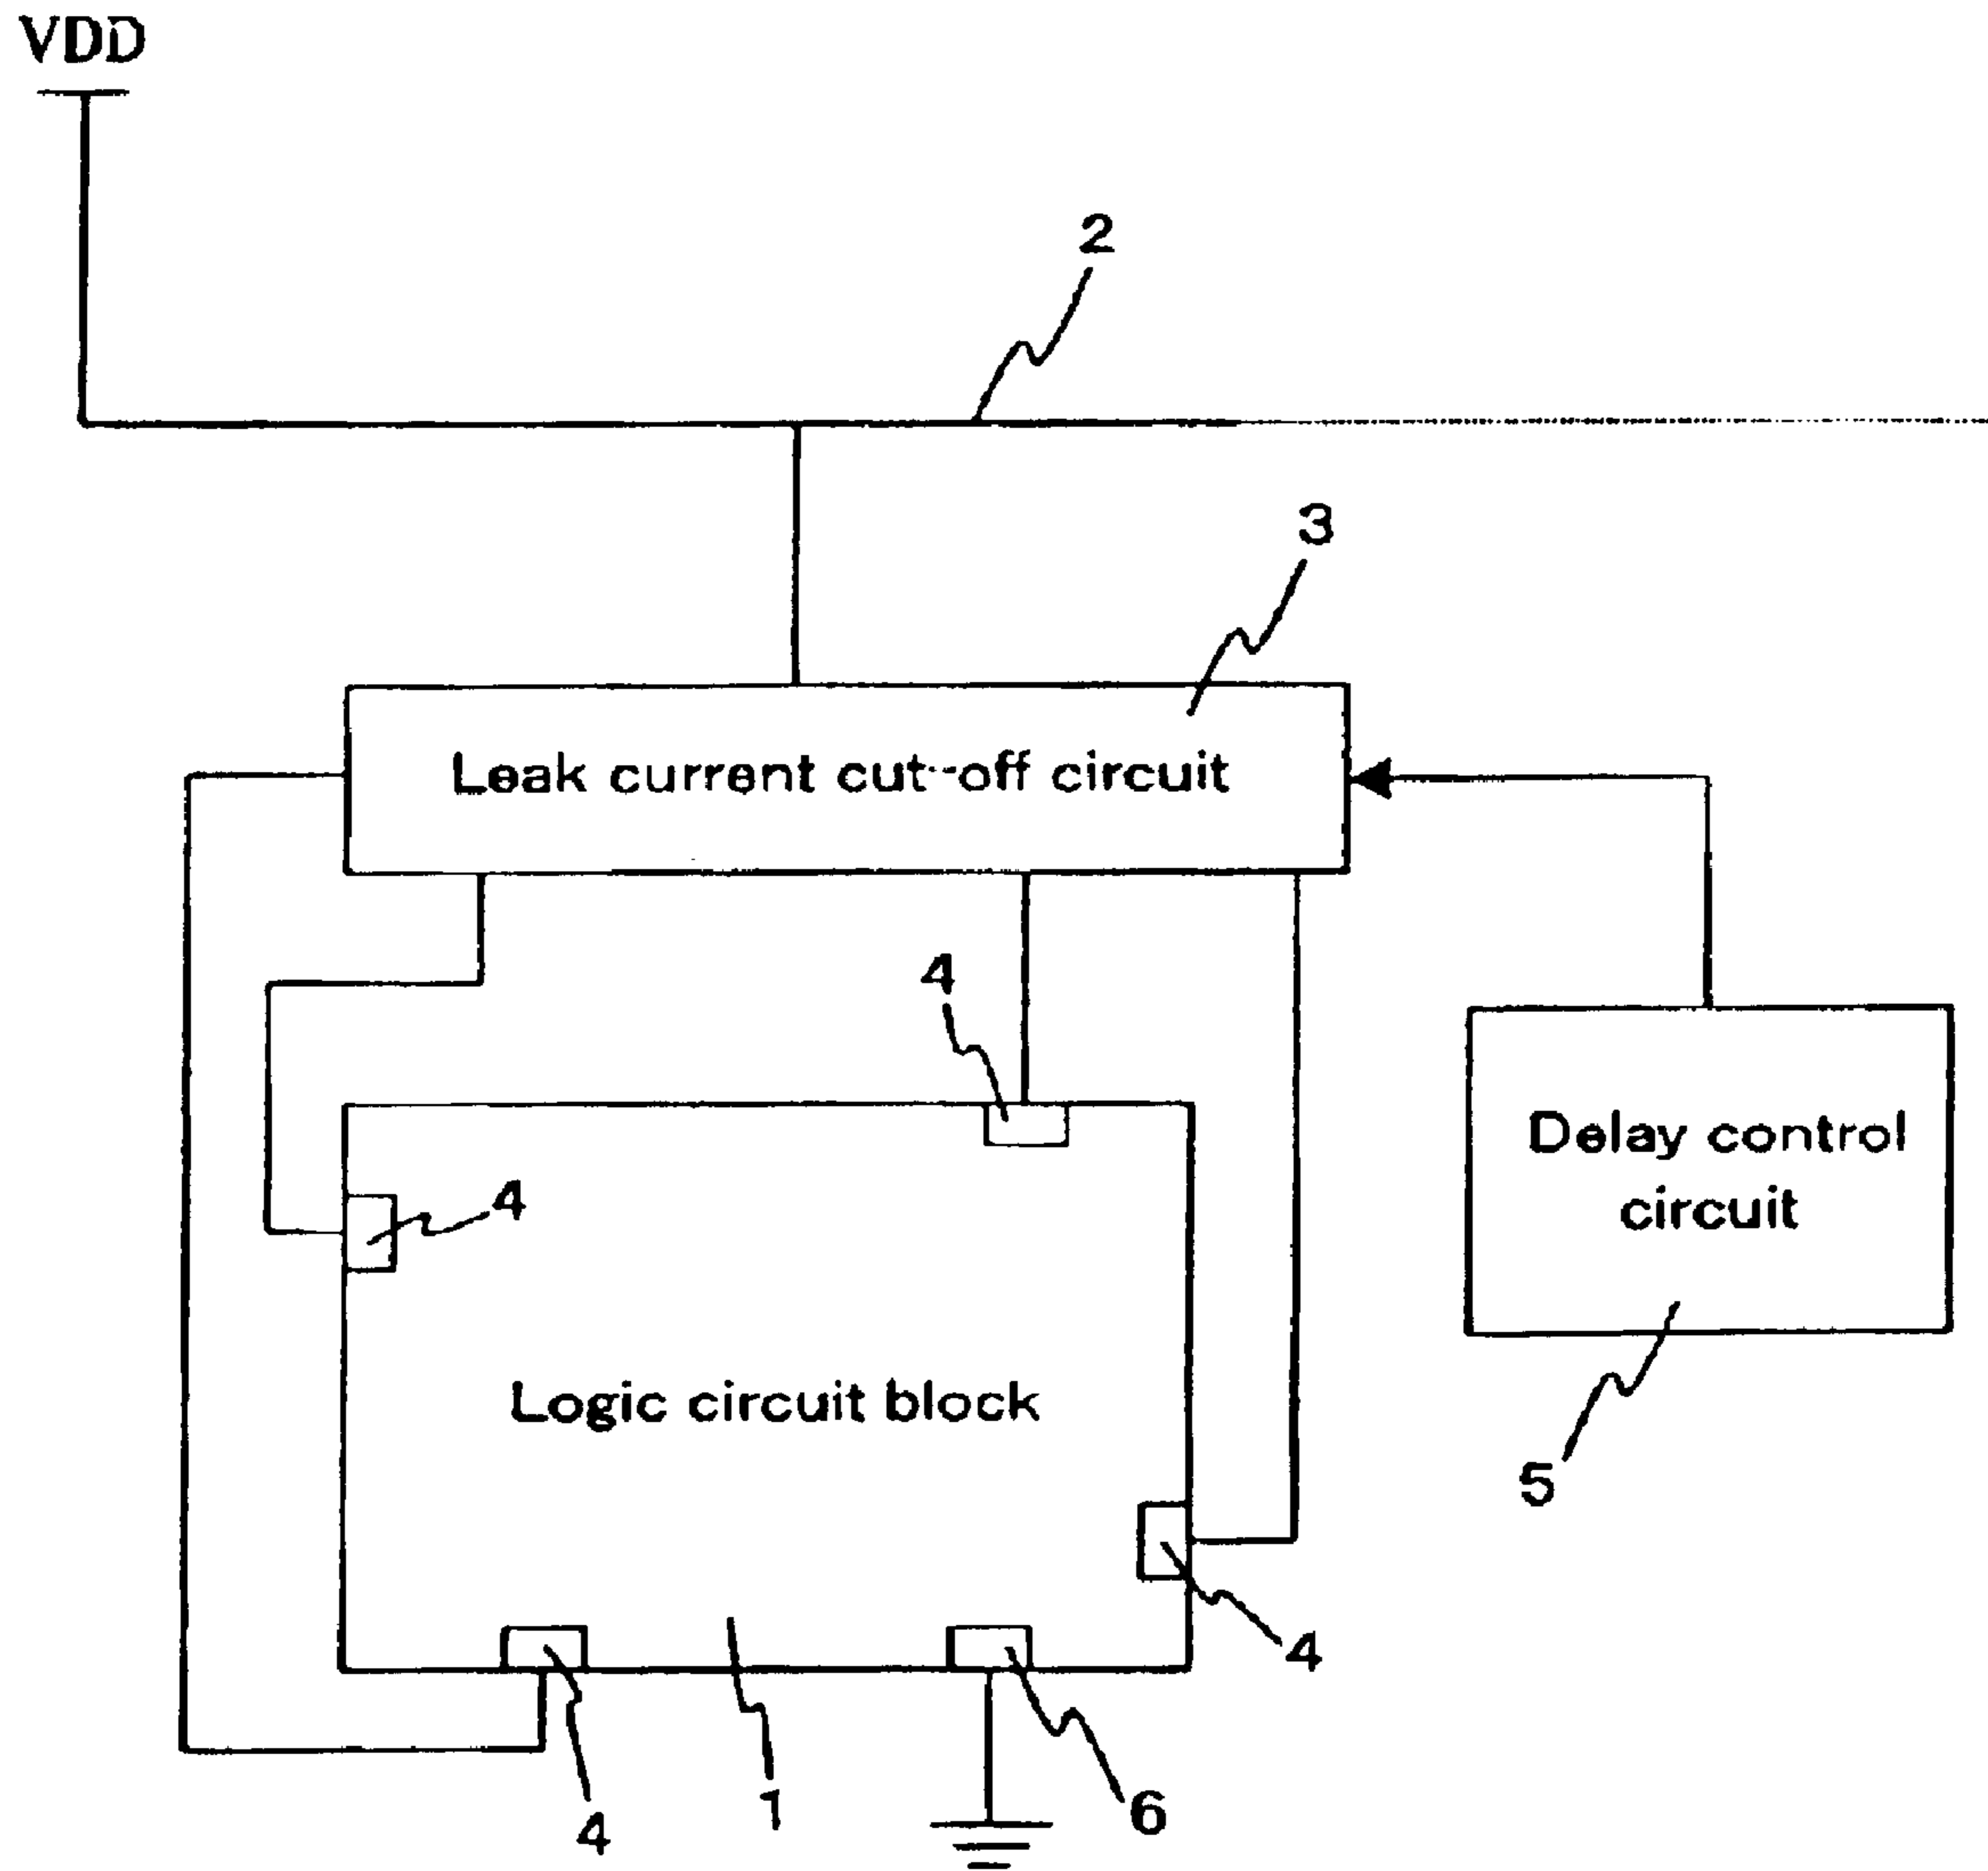 VDD
2
3
Leak current cut-off circuit
4
4
Delay control
circuit
Logic circuit block
5
4
4
1
6